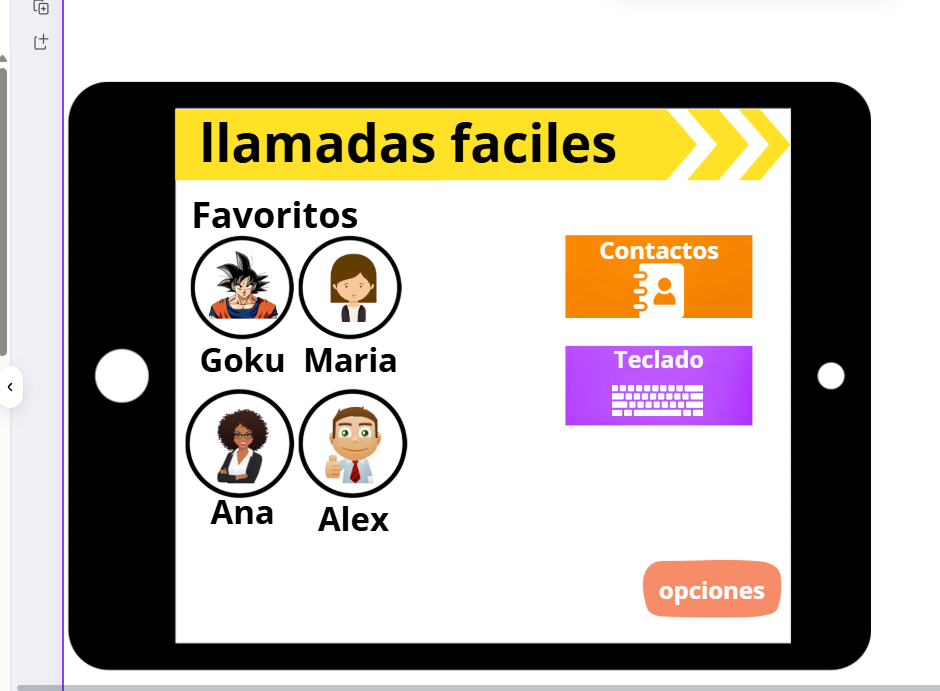 llamadas faciles
Favoritos
Goku
Maria
Ana
Alex
Contactos
Teclado
opciones